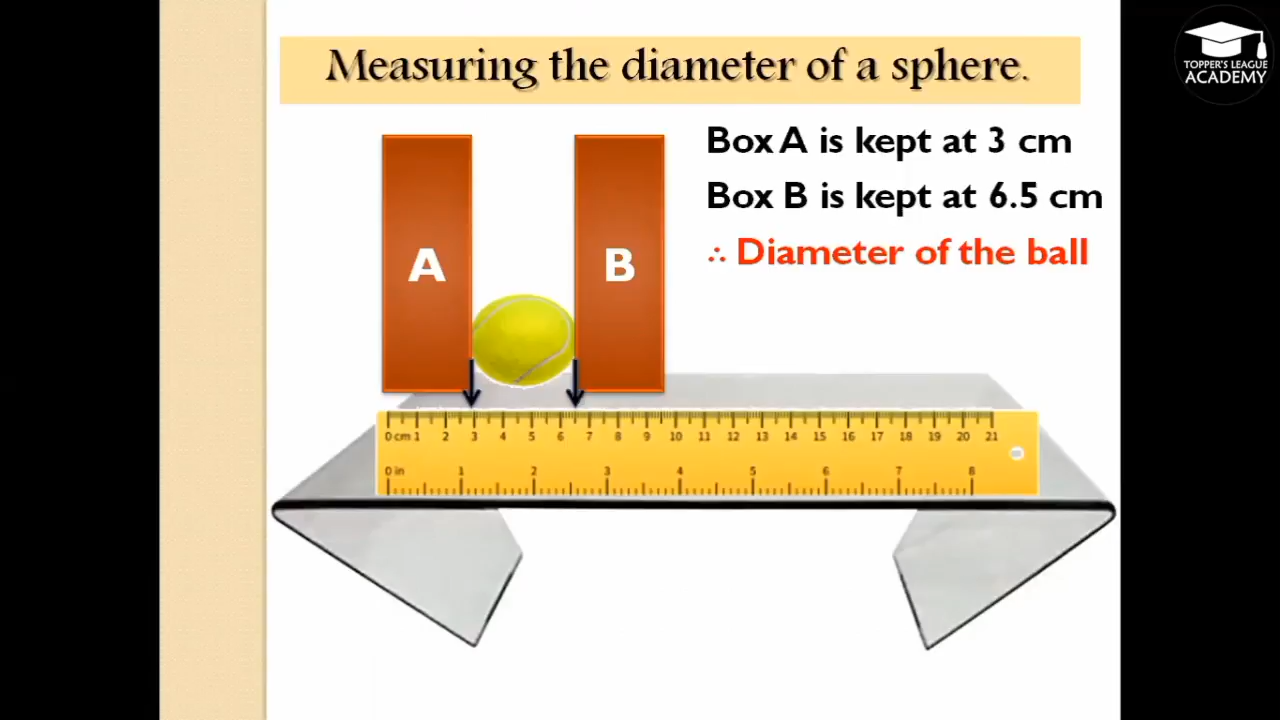 Measuring the diameter of a sphere.
TOPPER'S LEAGUE
ACADEMY
Box A is kept at 3 cm
Box B is kept at 6.5 cm
∴ Diameter of the ball
A
B
0 cm 1 2 3 4 5 6 7 8 9 10 11 12 13 14 15 16 17 18 19 20 21
0 in 1 2 3 4 5 6 7 8